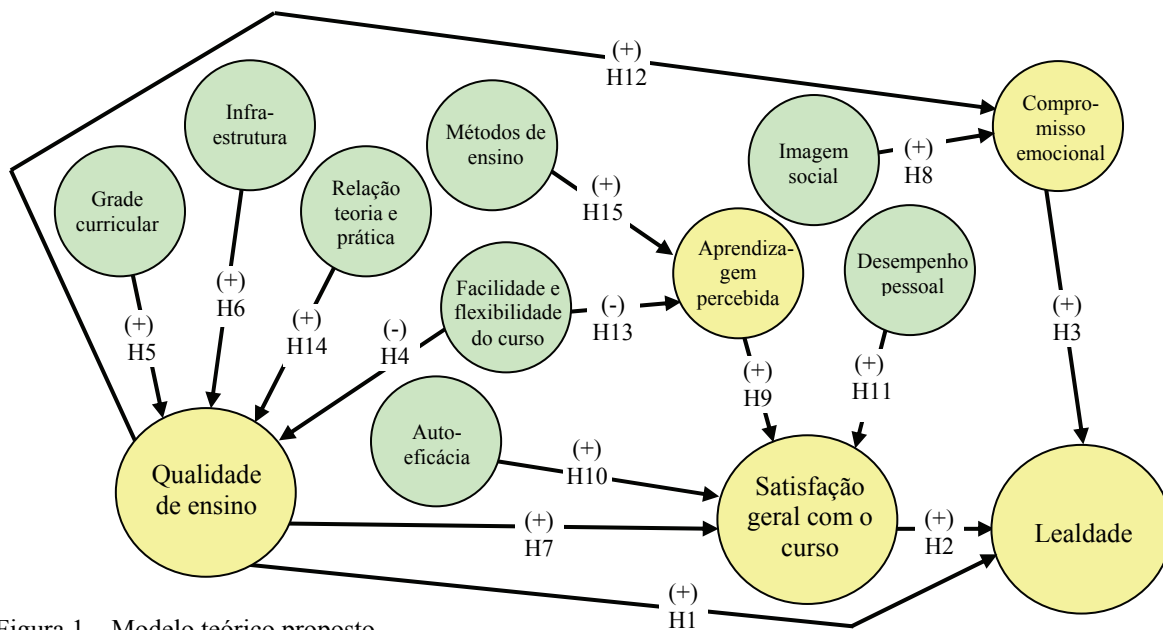 (+)
H12
Infra-
estrutura
Métodos de
ensino
Imagem
social
(+)
H8
Compro-
misso
emocional
Grade
curricular
Relação
teoria e
prática
(+)
H15
Aprendiza-
gem
percebida
Desempenho
pessoal
(+)
H6
(+)
H5
(+)
H14
(-)
H4
Facilidade e
flexibilidade
do curso
(-)
H13
(+)
H9
(+)
H11
(+)
H3
Auto-
eficácia
(+)
H10
Qualidade
de ensino
(+)
H7
Satisfação
geral com o
curso
(+)
H2
Lealdade
(+)
H1